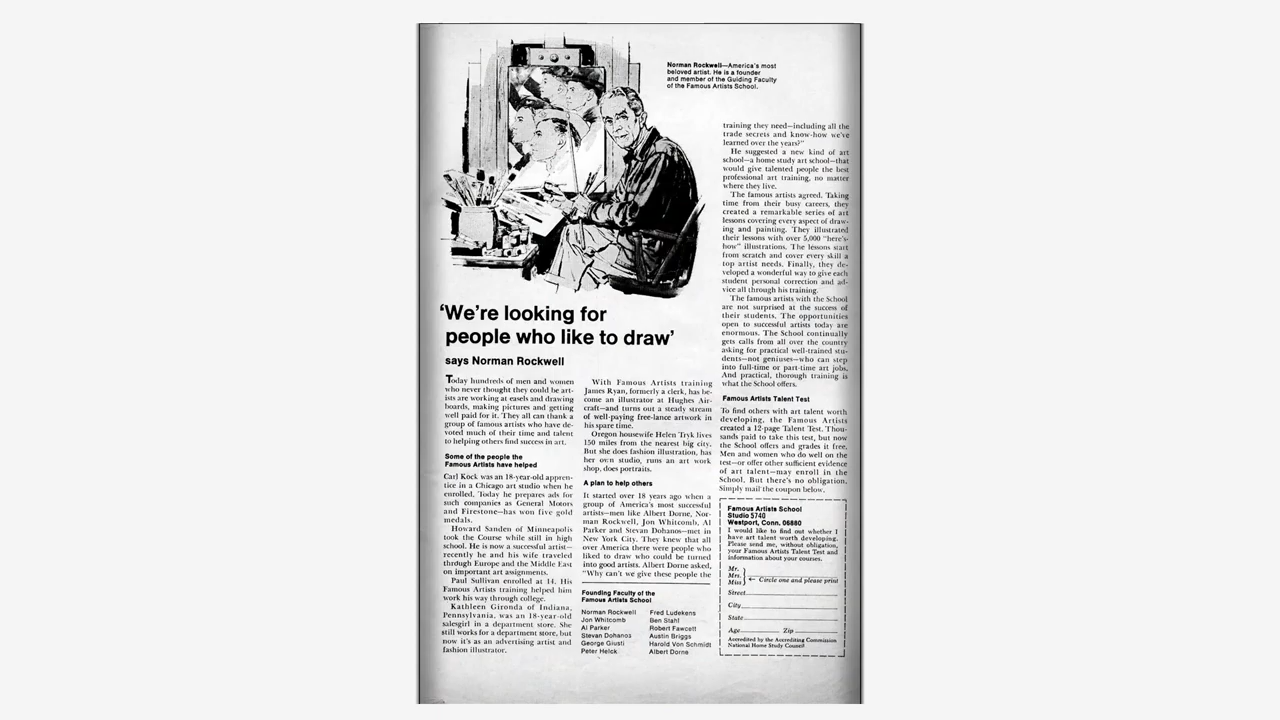 Norman Rockwell—America's most
beloved artist. He is a founder
and member of the Guiding Faculty
of the Famous Artists School.
'We're looking for
people who like to draw'
says Norman Rockwell
Today hundreds of men and women
who never thought they could be art-
ists are working at easels and drawing
boards, making pictures and getting
well paid for it. They all can thank a
group of famous artists who have de-
voted much of their time and talent
to helping others find success in art.
Some of the people the
Famous Artists have helped
Carl Kock was an 18-year-old appren-
tice in a Chicago art studio when he
enrolled. Today he prepares ads for
such companies as General Motors
and Firestone—has won five gold
medals.
Howard Sanden of Minneapolis
took the Course while still in high
school. He is now a successful artist—
recently he and his wife traveled
through Europe and the Middle East
on important art assignments.
Paul Sullivan enrolled at 14. His
Famous Artists training helped him
work his way through college.
Kathleen Gironda of Indiana,
Pennsylvania, was an 18-year-old
salesgirl in a department store. She
still works for a department store, but
now it's as an advertising artist and
fashion illustrator.
With Famous Artists training
James Ryan, formerly a clerk, has be-
come an illustrator at Hughes Air-
craft—and turns out a steady stream
of well-paying free-lance artwork in
his spare time.
Oregon housewife Helen Tryk lives
150 miles from the nearest big city.
But she does fashion illustration, has
her own studio, runs an art work
shop, does portraits.
A plan to help others
It started over 18 years ago when a
group of America's most successful
artists—men like Albert Dorne, Nor-
man Rockwell, Jon Whitcomb, Al
Parker and Stevan Dohanos—met in
New York City. They knew that all
over America there were people who
liked to draw who could be turned
into good artists. Albert Dorne asked,
"Why can't we give these people the
Founding Faculty of the
Famous Artists School
Norman Rockwell
Jon Whitcomb
Al Parker
Stevan Dohanos
George Giusti
Peter Helck
Fred Ludekens
Ben Stahl
Robert Fawcett
Austin Briggs
Harold Von Schmidt
Albert Dorne
training they need—including all the
trade secrets and know-how we've
learned over the years?"
He suggested a new kind of art
school—a home study art school—that
would give talented people the best
professional art training, no matter
where they live.
The famous artists agreed. Taking
time from their busy careers, they
created a remarkable series of art
lessons covering every aspect of draw-
ing and painting. They illustrated
their lessons with over 5,000 "here's-
how" illustrations. The lessons start
from scratch and cover every skill a
top artist needs. Finally, they de-
veloped a wonderful way to give each
student personal correction and ad-
vice all through his training.
The famous artists with the School
are not surprised at the success of
their students. The opportunities
open to successful artists today are
enormous. The School continually
gets calls from all over the country
asking for practical well-trained stu-
dents—not geniuses—who can step
into full-time or part-time art jobs.
And practical, thorough training is
what the School offers.
Famous Artists Talent Test
To find others with art talent worth
developing, the Famous Artists
created a 12-page Talent Test. Thou-
sands paid to take this test, but now
the School offers and grades it free.
Men and women who do well on the
test—or offer other sufficient evidence
of art talent—may enroll in the
School. But there's no obligation.
Simply mail the coupon below.
Famous Artists School
Studio 5740
Westport, Conn. 06880
I would like to find out whether I
have art talent worth developing.
Please send me, without obligation,
your Famous Artists Talent Test and
information about your courses.
Mr.
Mrs.
Miss
← Circle one and please print
Street
City
State
Age Zip
Accredited by the Accrediting Commission
National Home Study Council